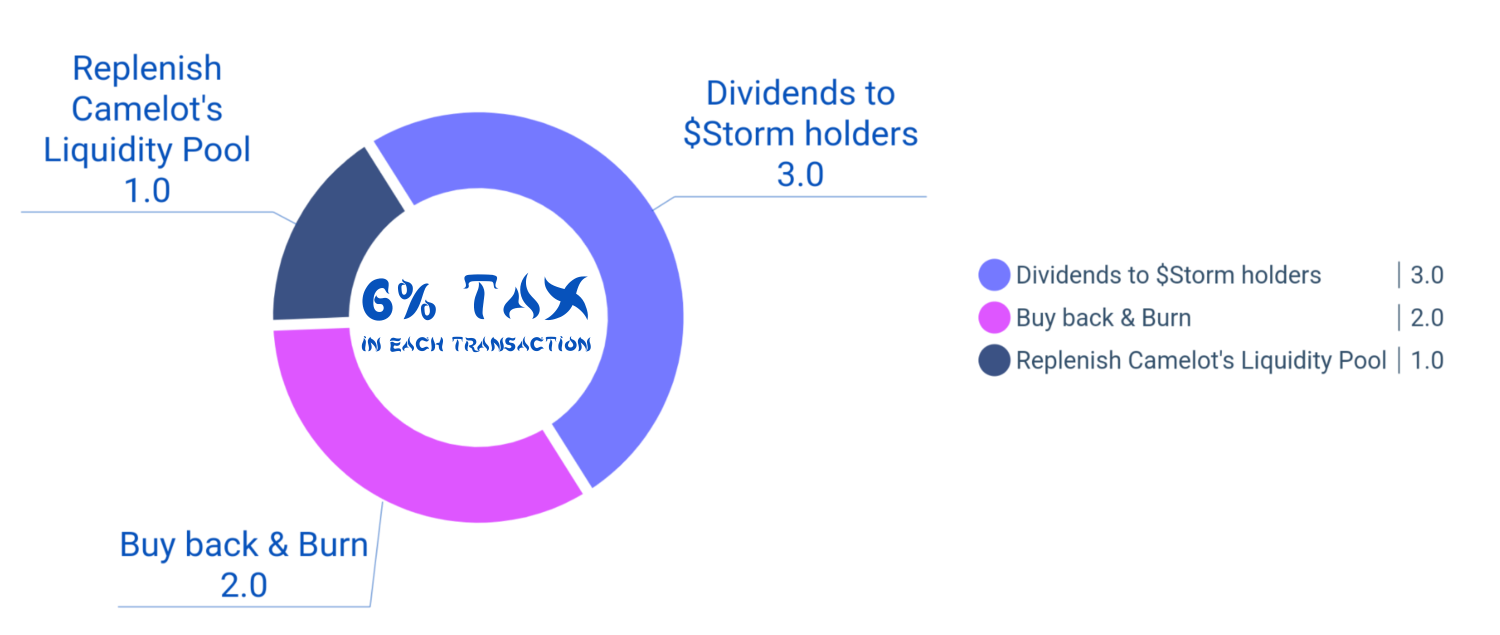 Replenish
Camelot's
Liquidity Pool
1.0
Dividends to
$Storm holders
3.0
6% TAX
IN EACH TRANSACTION
Buy back & Burn
2.0
Dividends to $Storm holders | 3.0
Buy back & Burn | 2.0
Replenish Camelot's Liquidity Pool | 1.0